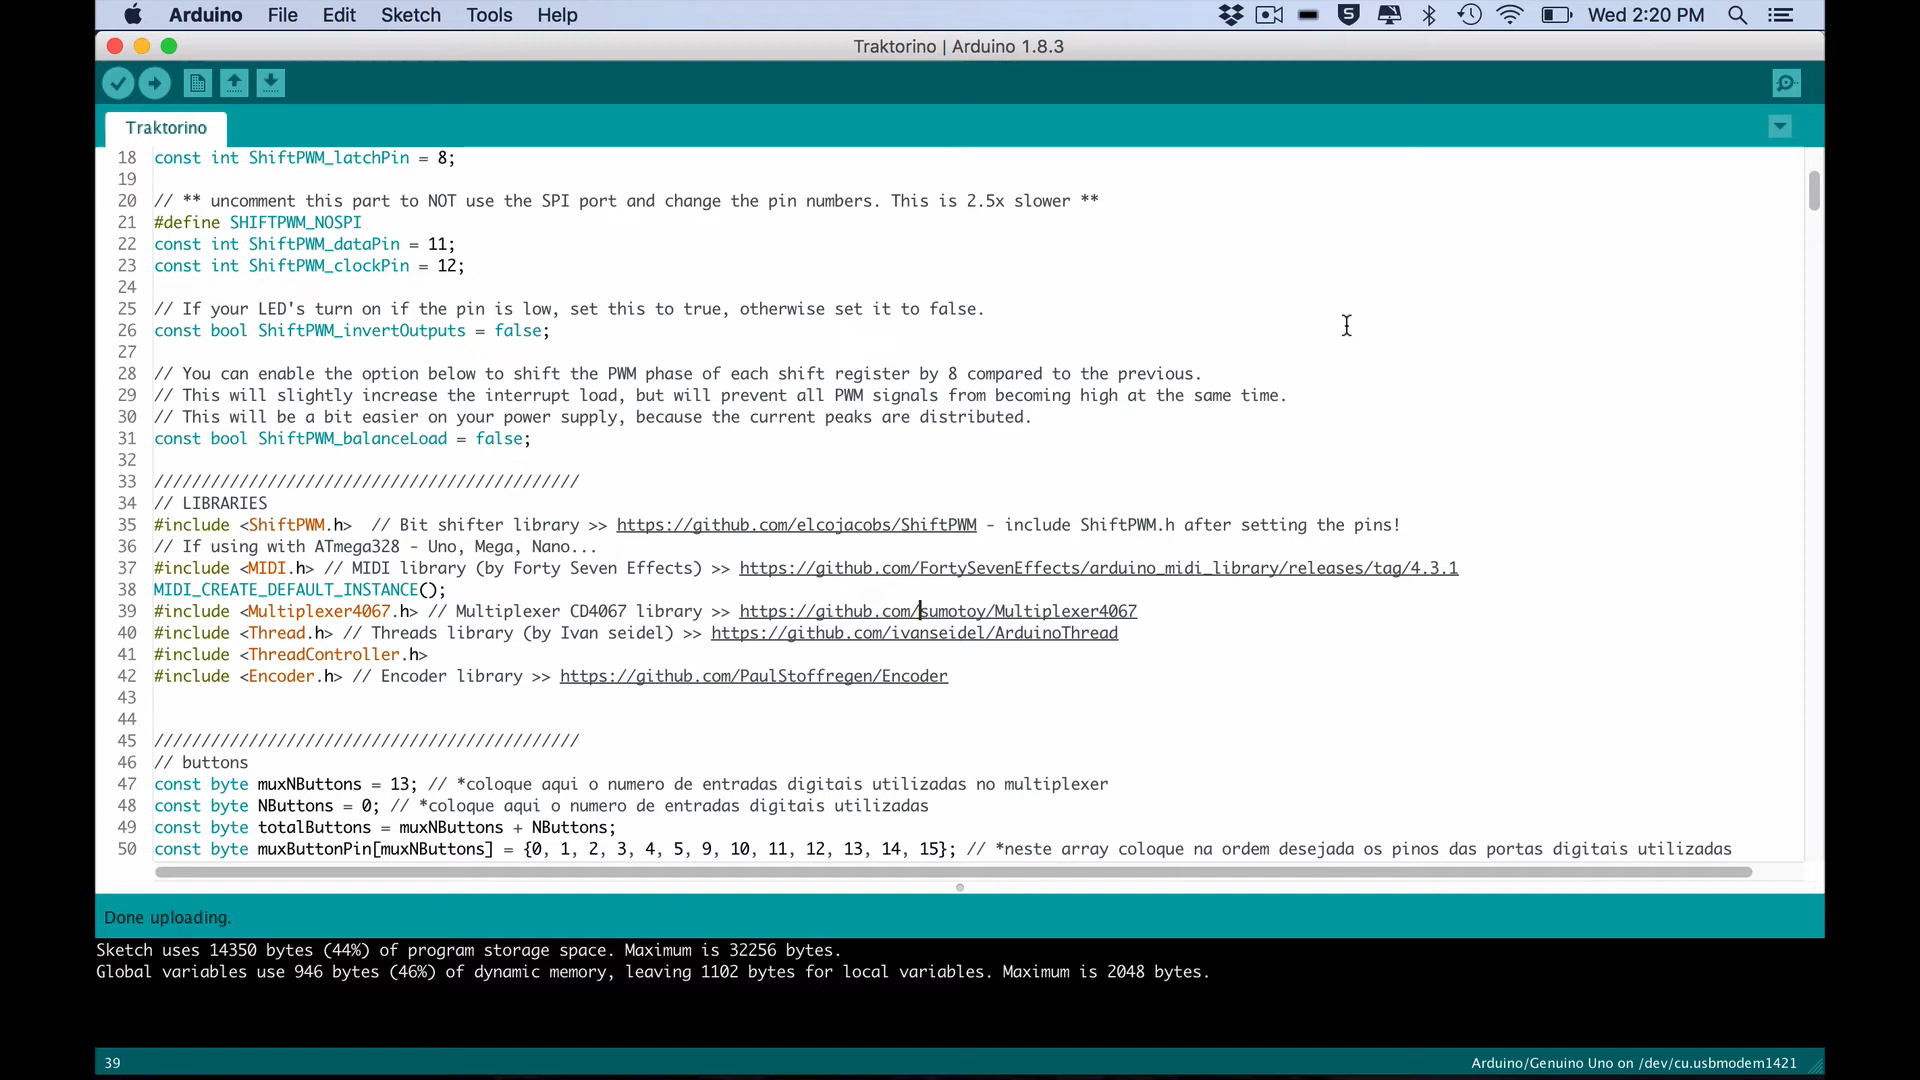 Arduino File Edit Sketch Tools Help Wed 2:20 PM
Traktorino | Arduino 1.8.3
Traktorino
18 const int ShiftPWM_latchPin = 8;
19
20 // ** uncomment this part to NOT use the SPI port and change the pin numbers. This is 2.5x slower **
21 #define SHIFTPWM_NOSPI
22 const int ShiftPWM_dataPin = 11;
23 const int ShiftPWM_clockPin = 12;
24
25 // If your LED's turn on if the pin is low, set this to true, otherwise set it to false.
26 const bool ShiftPWM_invertOutputs = false;
27
28 // You can enable the option below to shift the PWM phase of each shift register by 8 compared to the previous.
29 // This will slightly increase the interrupt load, but will prevent all PWM signals from becoming high at the same time.
30 // This will be a bit easier on your power supply, because the current peaks are distributed.
31 const bool ShiftPWM_balanceLoad = false;
32
33 /////////////////////////////////////////////
34 // LIBRARIES
35 #include <ShiftPWM.h>  // Bit shifter library >> https://github.com/elcojacobs/ShiftPWM - include ShiftPWM.h after setting the pins!
36 // If using with ATmega328 - Uno, Mega, Nano...
37 #include <MIDI.h> // MIDI library (by Forty Seven Effects) >> https://github.com/FortySevenEffects/arduino_midi_library/releases/tag/4.3.1
38 MIDI_CREATE_DEFAULT_INSTANCE();
39 #include <Multiplexer4067.h> // Multiplexer CD4067 library >> https://github.com/sumotoy/Multiplexer4067
40 #include <Thread.h> // Threads library (by Ivan seidel) >> https://github.com/ivanseidel/ArduinoThread
41 #include <ThreadController.h>
42 #include <Encoder.h> // Encoder library >> https://github.com/PaulStoffregen/Encoder
43
44
45 /////////////////////////////////////////////
46 // buttons
47 const byte muxNButtons = 13; // *coloque aqui o numero de entradas digitais utilizadas no multiplexer
48 const byte NButtons = 0; // *coloque aqui o numero de entradas digitais utilizadas
49 const byte totalButtons = muxNButtons + NButtons;
50 const byte muxButtonPin[muxNButtons] = {0, 1, 2, 3, 4, 5, 9, 10, 11, 12, 13, 14, 15}; // *neste array coloque na ordem desejada os pinos das portas digitais utilizadas
Done uploading.
Sketch uses 14350 bytes (44%) of program storage space. Maximum is 32256 bytes.
Global variables use 946 bytes (46%) of dynamic memory, leaving 1102 bytes for local variables. Maximum is 2048 bytes.
39 Arduino/Genuino Uno on /dev/cu.usbmodem1421